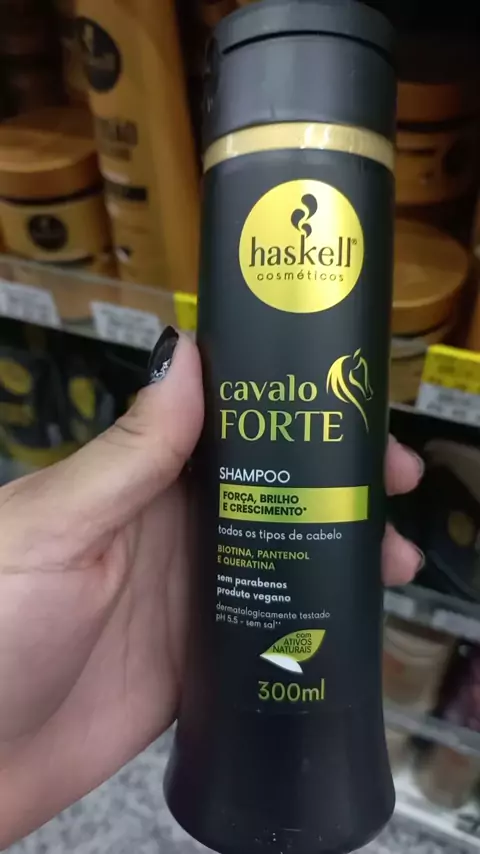 haskell®
cosméticos
cavalo
FORTE
SHAMPOO
FORÇA, BRILHO
E CRESCIMENTO*
todos os tipos de cabelo
BIOTINA, PANTENOL
E QUERATINA
sem parabenos
produto vegano
dermatologicamente testado
pH 5.5 - sem sal**
com
ATIVOS
NATURAIS
300ml